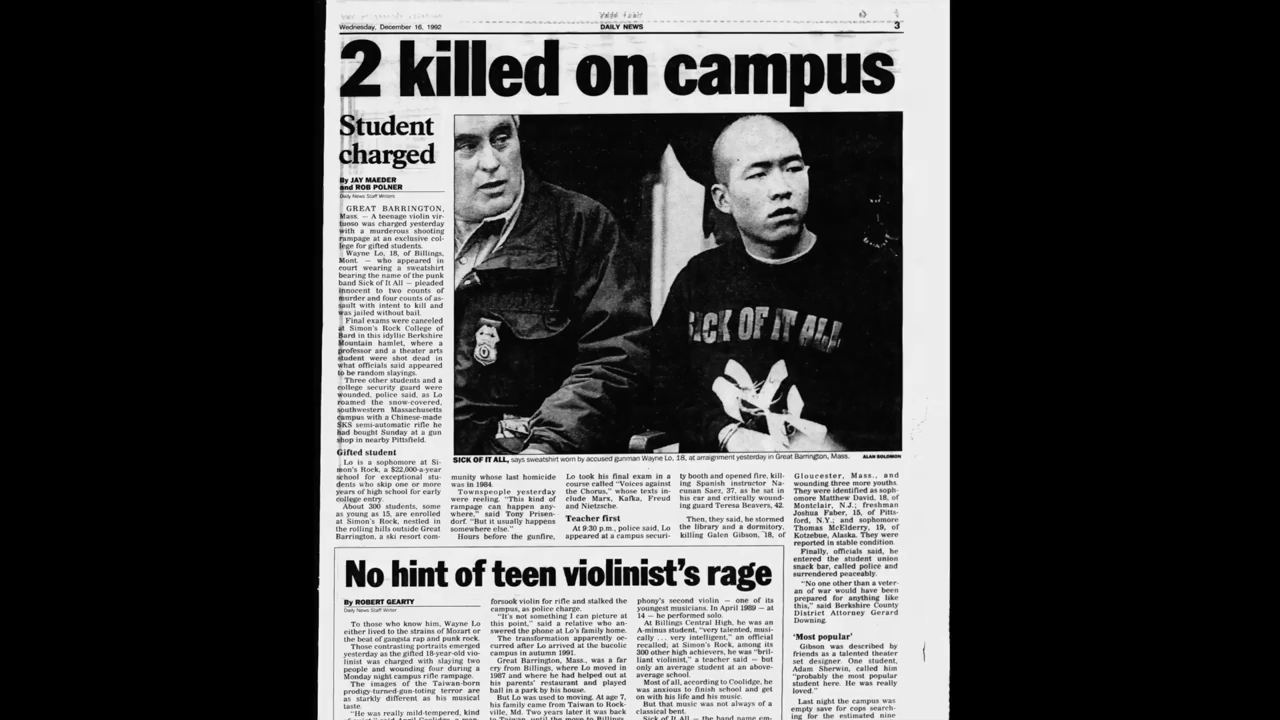 Wednesday, December 16, 1992
DAILY NEWS
3
2 killed on campus
Student
charged
By JAY MAEDER
and ROB POLNER
Daily News Staff Writers
GREAT BARRINGTON,
Mass. — A teenage violin vir-
tuoso was charged yesterday
with a murderous shooting
rampage at an exclusive col-
lege for gifted students.
Wayne Lo, 18, of Billings,
Mont. — who appeared in
court wearing a sweatshirt
bearing the name of the punk
band Sick of It All — pleaded
innocent to two counts of
murder and four counts of as-
sault with intent to kill and
was jailed without bail.
Final exams were canceled
at Simon's Rock College of
Bard in this idyllic Berkshire
Mountain hamlet, where a
professor and a theater arts
student were shot dead in
what officials said appeared
to be random slayings.
Three other students and a
college security guard were
wounded, police said, as Lo
roamed the snow-covered,
southwestern Massachusetts
campus with a Chinese-made
SKS semi-automatic rifle he
had bought Sunday at a gun
shop in nearby Pittsfield.
Gifted student
Lo is a sophomore at Si-
mon's Rock, a $22,000-a-year
school for exceptional stu-
dents who skip one or more
years of high school for early
college entry.
About 300 students, some
as young as 15, are enrolled
at Simon's Rock, nestled in
the rolling hills outside Great
Barrington, a ski resort com-
SICK OF IT ALL
SICK OF IT ALL, says sweatshirt worn by accused gunman Wayne Lo, 18, at arraignment yesterday in Great Barrington, Mass.
ALAN SOLOMON
munity whose last homicide
was in 1984.
Townspeople yesterday
were reeling. "This kind of
rampage can happen any-
where," said Tony Prisen-
dorf. "But it usually happens
somewhere else."
Hours before the gunfire,
Lo took his final exam in a
course called "Voices against
the Chorus," whose texts in-
clude Marx, Kafka, Freud
and Nietzsche.
Teacher first
At 9:30 p.m., police said, Lo
appeared at a campus securi-
ty booth and opened fire, kill-
ing Spanish instructor Na-
cunan Saez, 37, as he sat in
his car and critically wound-
ing guard Teresa Beavers, 42.
Then, they said, he stormed
the library and a dormitory,
killing Galen Gibson, 18, of
Gloucester, Mass., and
wounding three more youths.
They were identified as soph-
omore Matthew David, 18, of
Montclair, N.J.; freshman
Joshua Faber, 15, of Pitts-
ford, N.Y.; and sophomore
Thomas McElderry, 19, of
Kotzebue, Alaska. They were
reported in stable condition.
Finally, officials said, he
entered the student union
snack bar, called police and
surrendered peaceably.
"No one other than a veter-
an of war would have been
prepared for anything like
this," said Berkshire County
District Attorney Gerard
Downing.
'Most popular'
Gibson was described by
friends as a talented theater
set designer. One student,
Adam Sherwin, called him
"probably the most popular
student here. He was really
loved."
Last night the campus was
empty save for cops search-
ing for the estimated nine
No hint of teen violinist's rage
By ROBERT GEARTY
Daily News Staff Writer
To those who know him, Wayne Lo
either lived to the strains of Mozart or
the beat of gangsta rap and punk rock.
Those contrasting portraits emerged
yesterday as the gifted 18-year-old vio-
linist was charged with slaying two
people and wounding four during a
Monday night campus rifle rampage.
The images of the Taiwan-born
prodigy-turned-gun-toting terror are
as starkly different as his musical
taste.
"He was really mild-tempered, kind
forsook violin for rifle and stalked the
campus, as police charge.
"It's not something I can picture at
this point," said a relative who an-
swered the phone at Lo's family home.
The transformation apparently oc-
curred after Lo arrived at the bucolic
campus in autumn 1991.
Great Barrington, Mass., was a far
cry from Billings, where Lo moved in
1987 and where he had helped out at
his parents' restaurant and played
ball in a park by his house.
But Lo was used to moving. At age 7,
his family came from Taiwan to Rock-
ville, Md. Two years later it was back
to Taiwan, until the move to Billings
phony's second violin — one of its
youngest musicians. In April 1989 — at
14 — he performed solo.
At Billings Central High, he was an
A-minus student, "very talented, musi-
cally . . . very intelligent," an official
recalled; at Simon's Rock, among its
300 other high achievers, he was "bril-
liant violinist," a teacher said — but
only an average student at an above-
average school.
Most of all, according to Coolidge, he
was anxious to finish school and get
on with his life and his music.
But that music was not always of a
classical bent.
Sick of It All — the band name em-